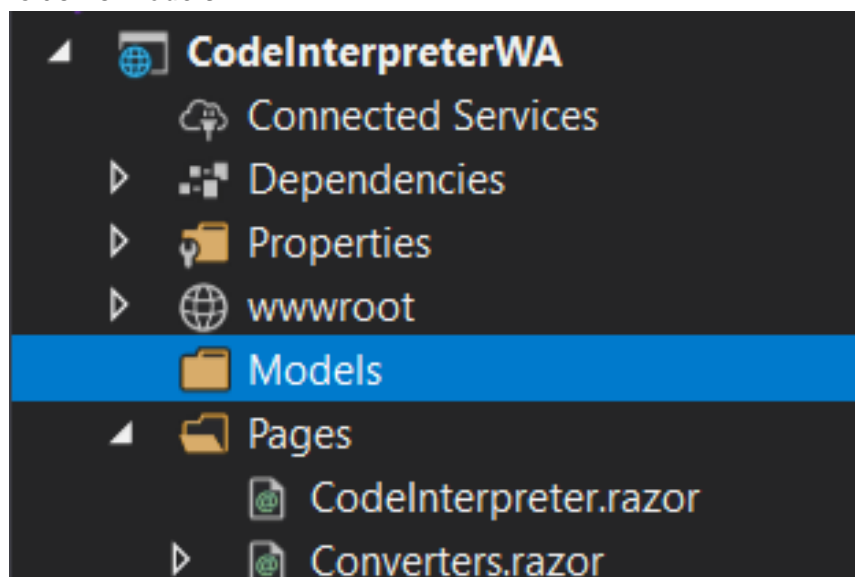 CodeInterpreterWA
Connected Services
Dependencies
Properties
wwwroot
Models
Pages
CodeInterpreter.razor
Converters.razor